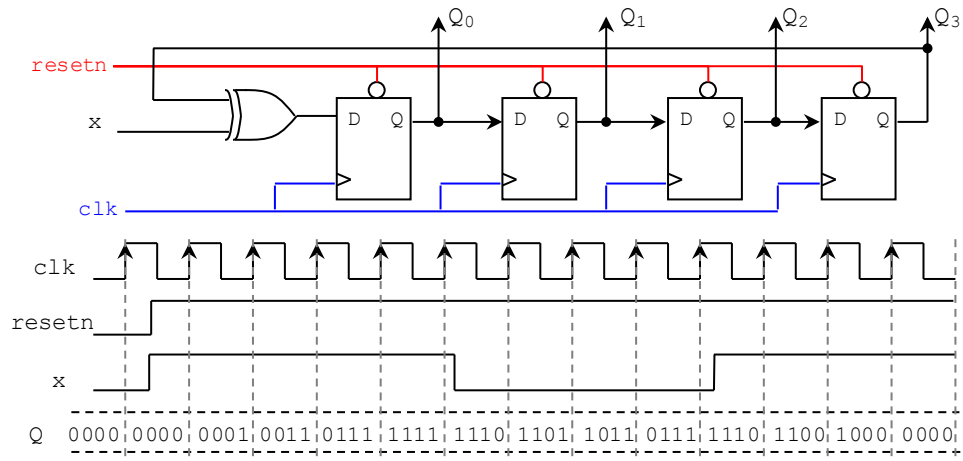 Q0 Q1 Q2 Q3
resetn
x
D Q D Q D Q D Q
clk
clk
resetn
x
Q 0000 0000 0001 0011 0111 1111 1110 1101 1011 0111 1110 1100 1000 0000